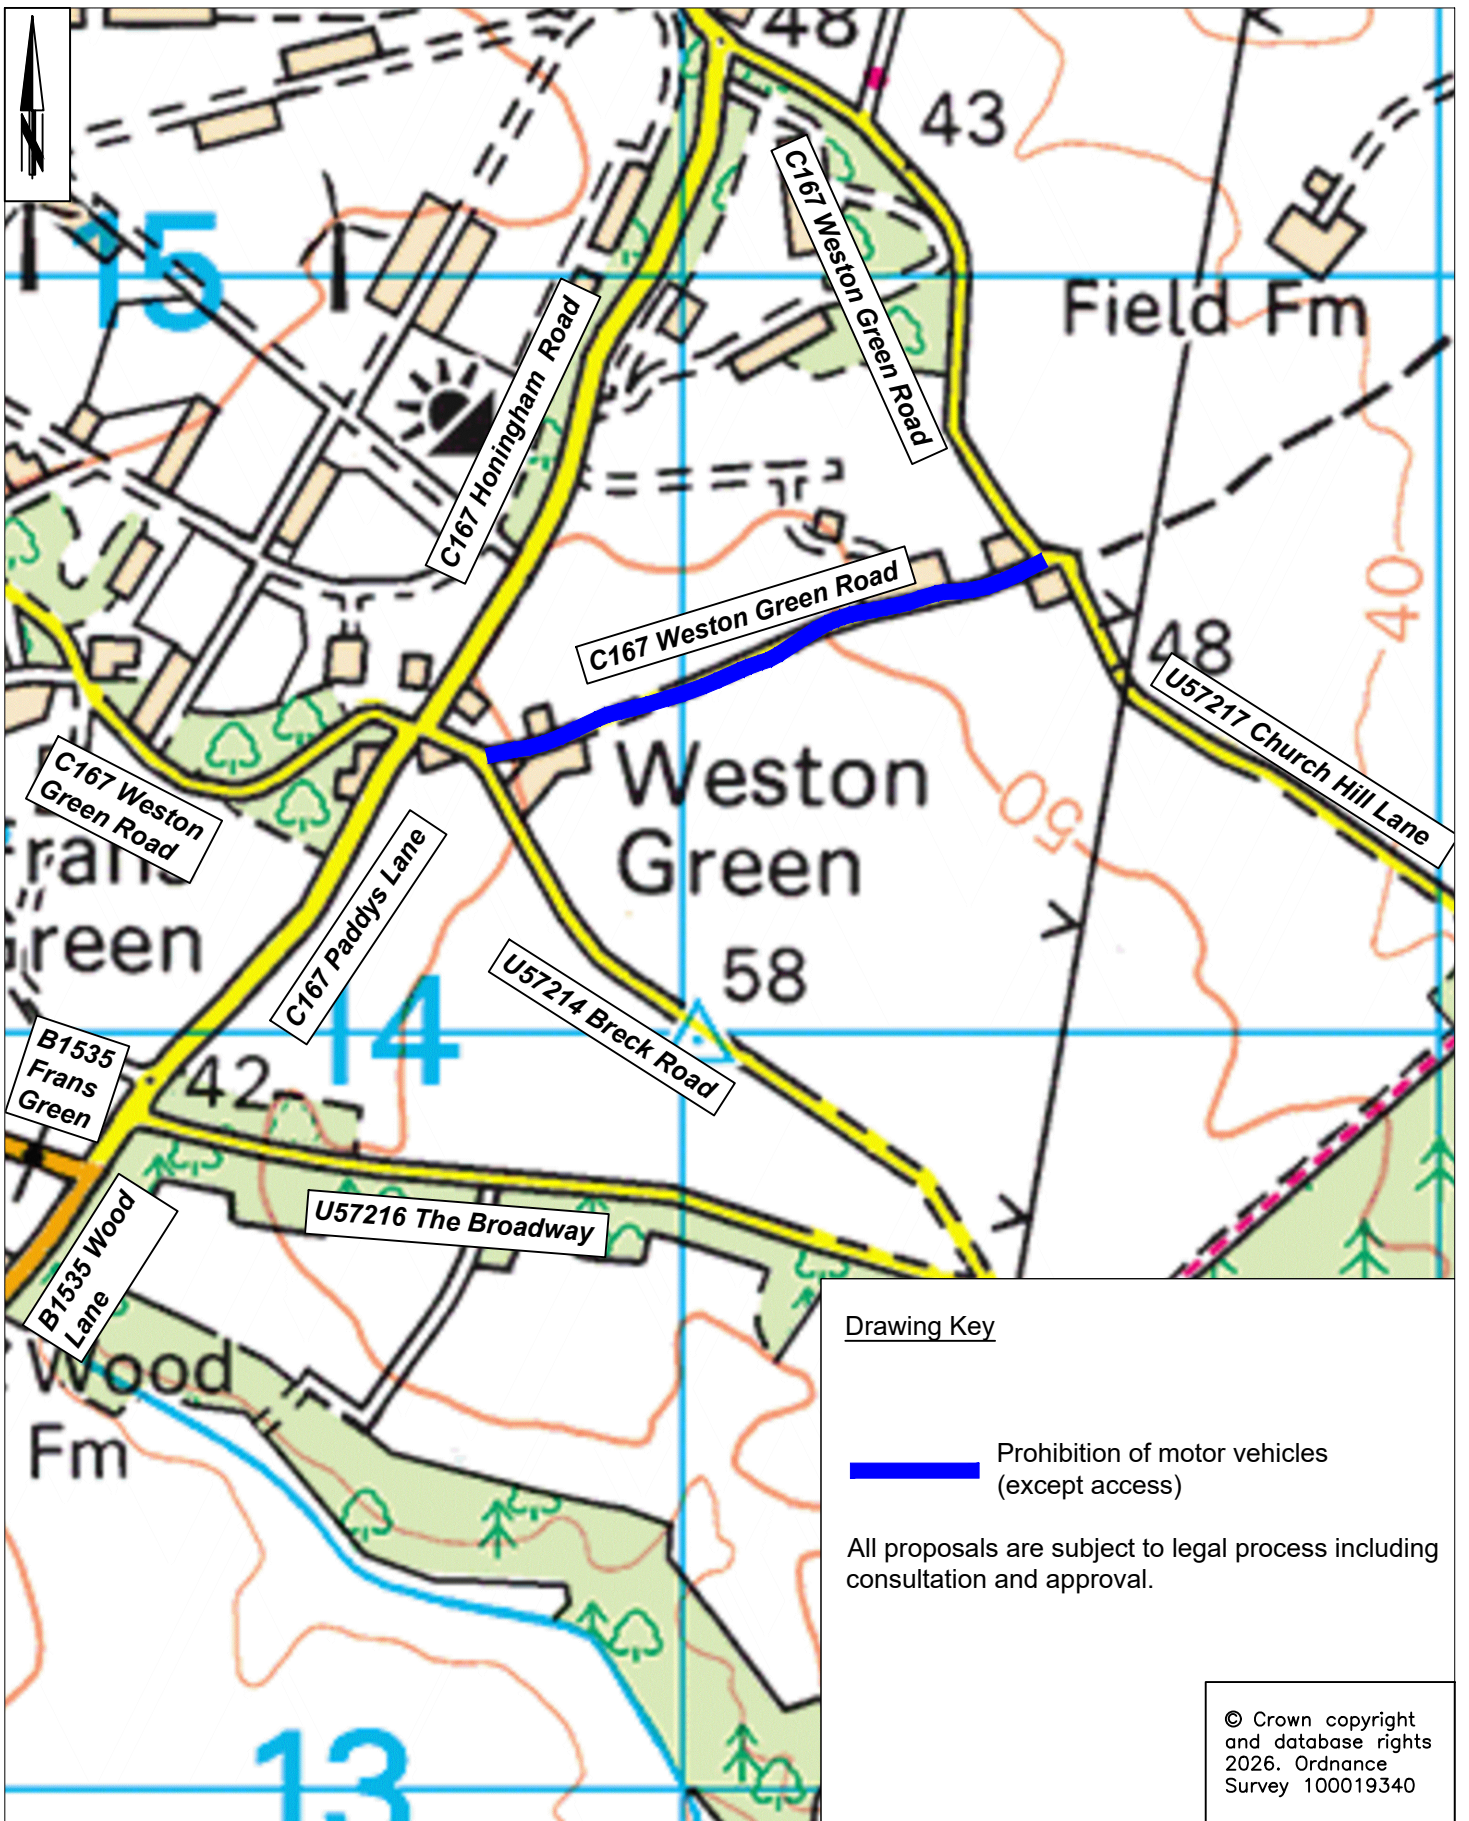 N
48
43
15
C167 Weston Green Road
Field Fm
C167 Honingham Road
40
C167 Weston Green Road
48
U57217 Church Hill Lane
C167 Weston
Green Road
Weston
Green
50
Frans
Green
C167 Paddys Lane
58
U57214 Breck Road
14
B1535
Frans
Green
42
U57216 The Broadway
B1535 Wood
Lane
Wood
Fm
13
Drawing Key
Prohibition of motor vehicles
(except access)
All proposals are subject to legal process including
consultation and approval.
© Crown copyright
and database rights
2026. Ordnance
Survey 100019340